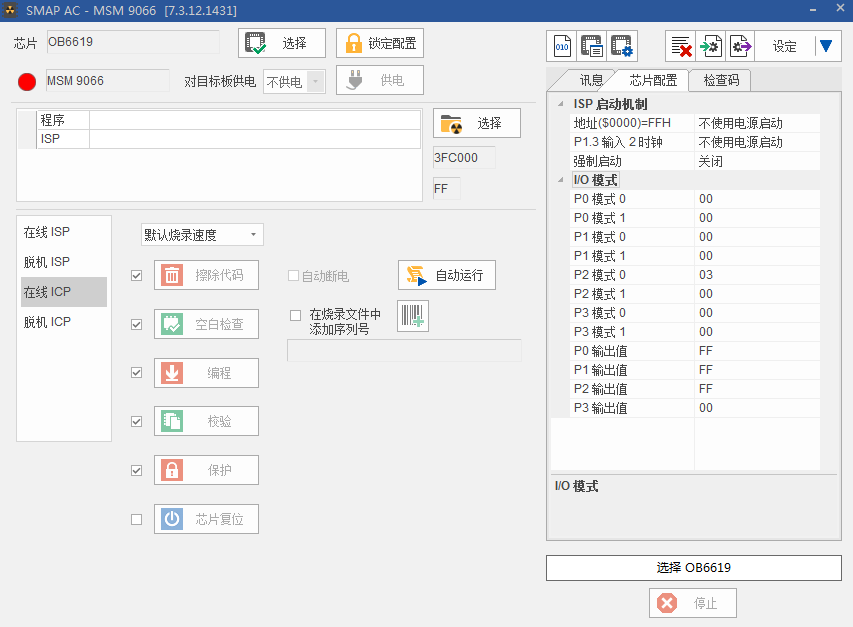 SMAP AC - MSM 9066 [7.3.12.1431]
芯片 OB6619 选择 锁定配置
MSM 9066 对目标板供电 不供电 供电
程序
ISP
选择
3FC000
FF
在线 ISP
脱机 ISP
在线 ICP
脱机 ICP
默认烧录速度
擦除代码
空白检查
编程
校验
保护
芯片复位
自动断电 自动运行
在烧录文件中
添加序列号
010
设定
讯息 芯片配置 检查码
ISP 启动机制
地址($0000)=FFH 不使用电源启动
P1.3 输入 2 时钟 不使用电源启动
强制启动 关闭
I/O 模式
P0 模式 0 00
P0 模式 1 00
P1 模式 0 00
P1 模式 1 00
P2 模式 0 03
P2 模式 1 00
P3 模式 0 00
P3 模式 1 00
P0 输出值 FF
P1 输出值 FF
P2 输出值 FF
P3 输出值 00
I/O 模式
选择 OB6619
停止